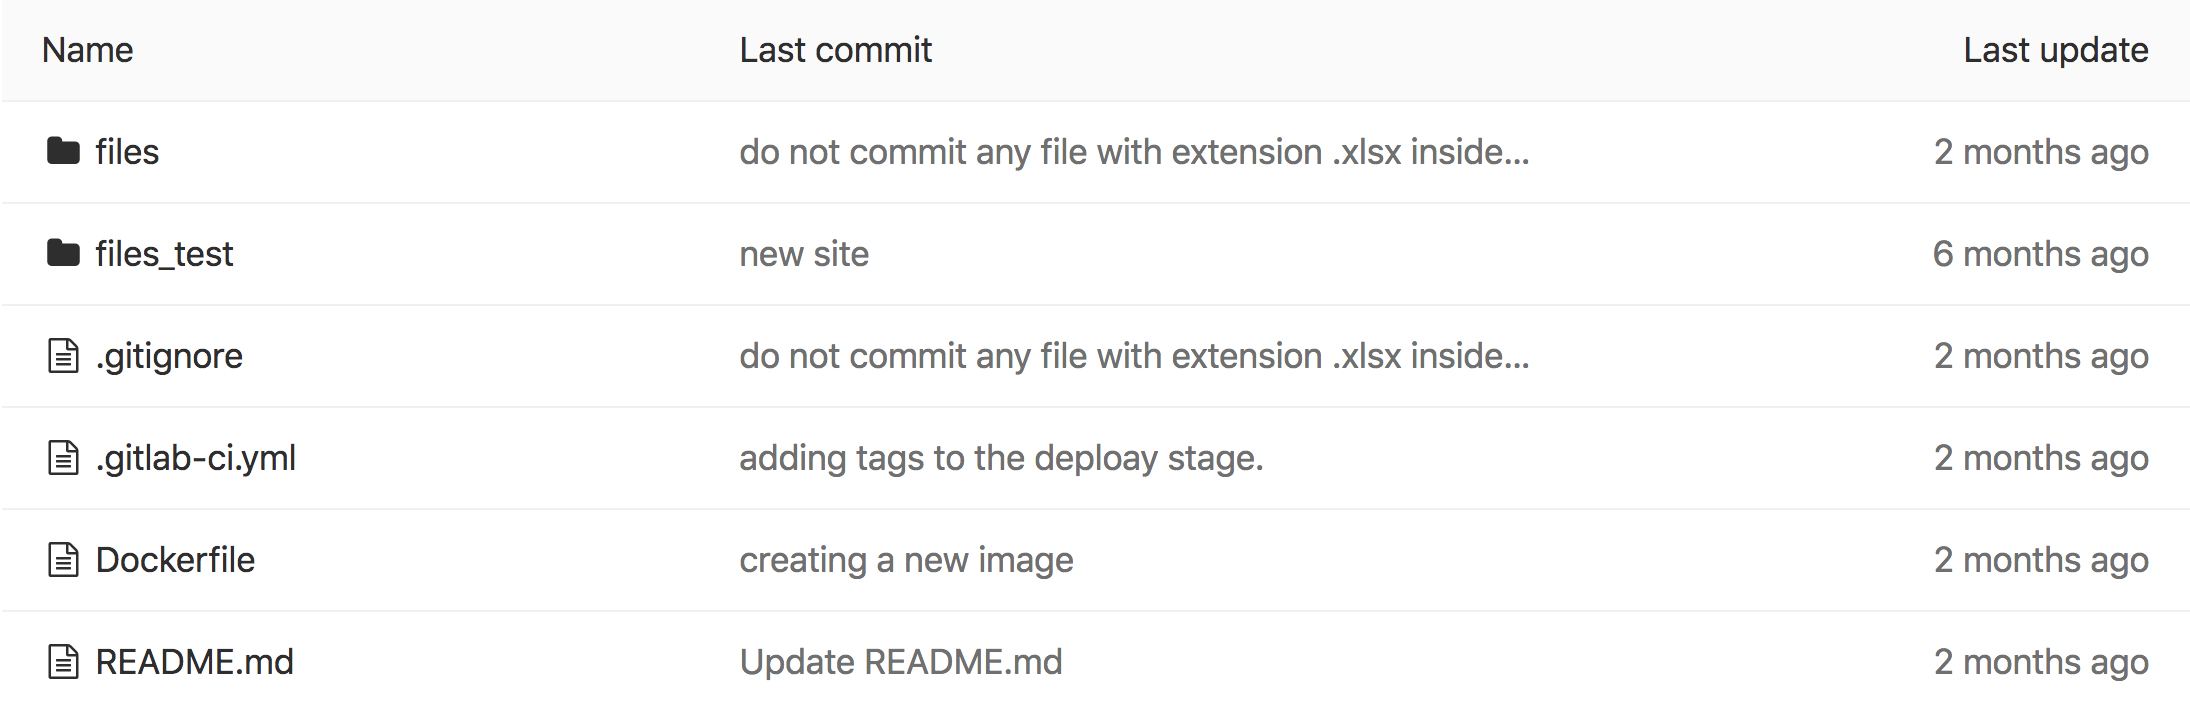 Name Last commit Last update
files do not commit any file with extension .xlsx inside... 2 months ago
files_test new site 6 months ago
.gitignore do not commit any file with extension .xlsx inside... 2 months ago
.gitlab-ci.yml adding tags to the deploay stage. 2 months ago
Dockerfile creating a new image 2 months ago
README.md Update README.md 2 months ago